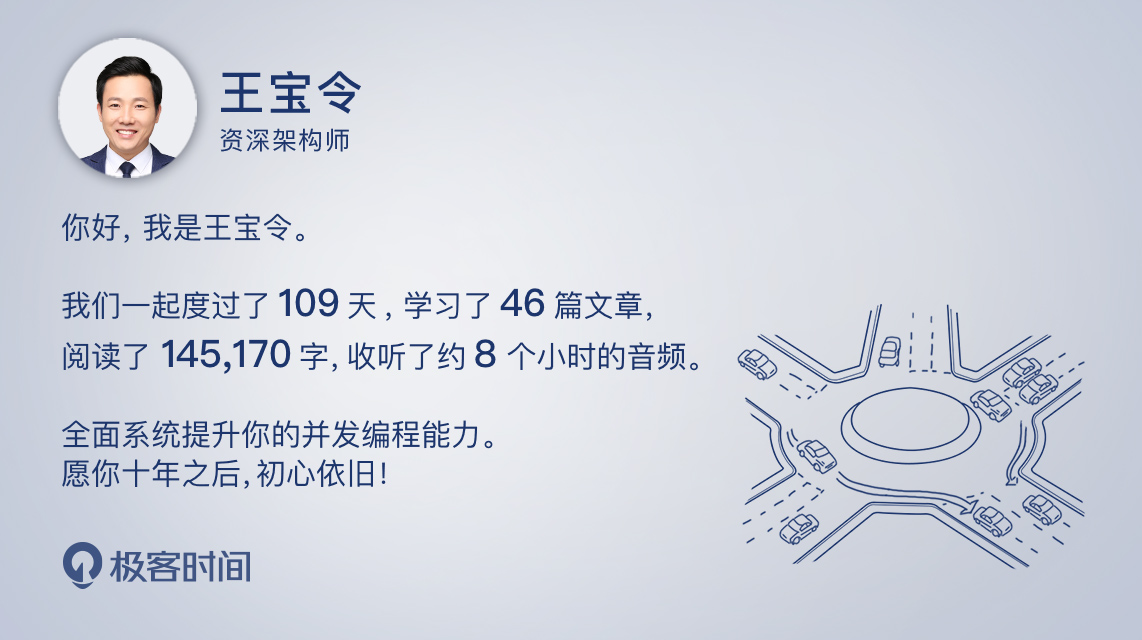 王宝令
资深架构师
你好,我是王宝令。
我们一起度过了 109 天,学习了 46 篇文章,
阅读了 145,170 字,收听了约 8 个小时的音频。
全面系统提升你的并发编程能力。
愿你十年之后,初心依旧!
极客时间